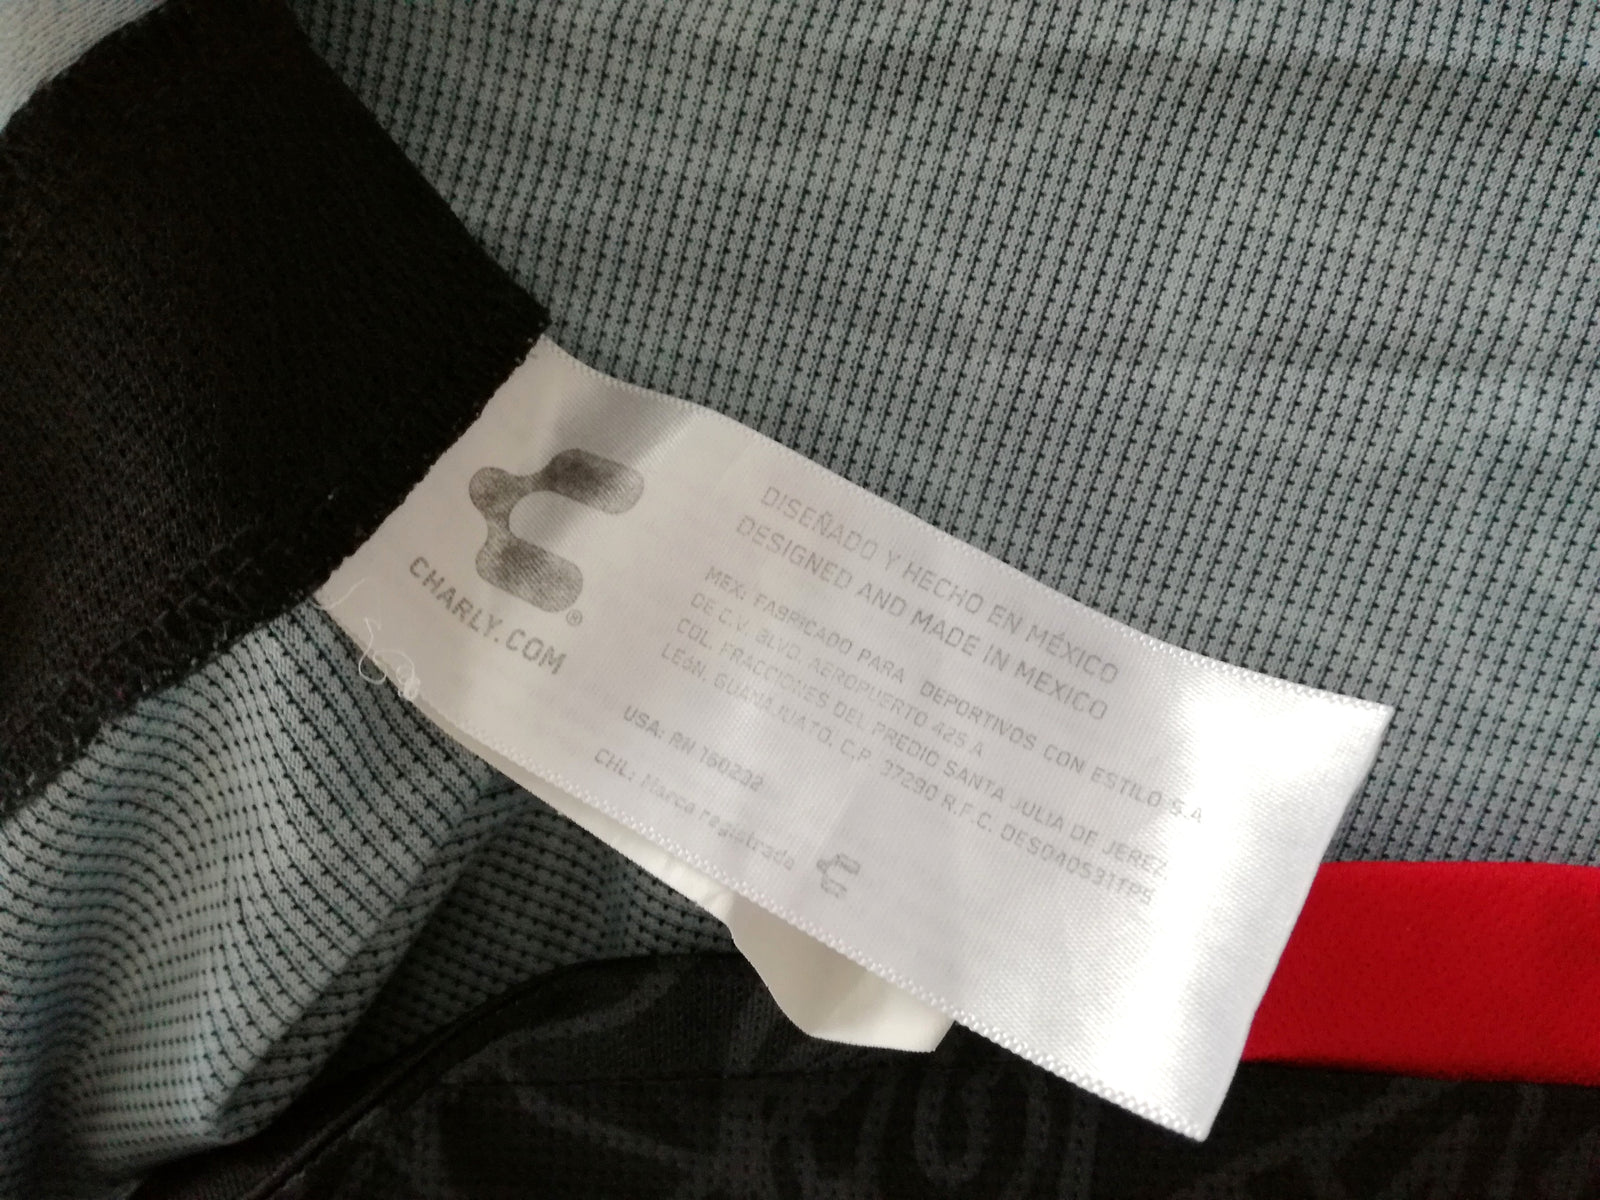 CHARLY.COM
®
DISEÑADO Y HECHO EN MÉXICO
DESIGNED AND MADE IN MEXICO
MEX: FABRICADO PARA DEPORTIVOS CON ESTILO S.A
DE C.V. BLVD. AEROPUERTO 425 A
COL. FRACCIONES DEL PREDIO SANTA JULIA DE JEREZ,
LEóN, GUANAJUATO, C.P. 37290 R.F.C. DES040531TP5
USA: RN 160232
CHL: Marca registrada